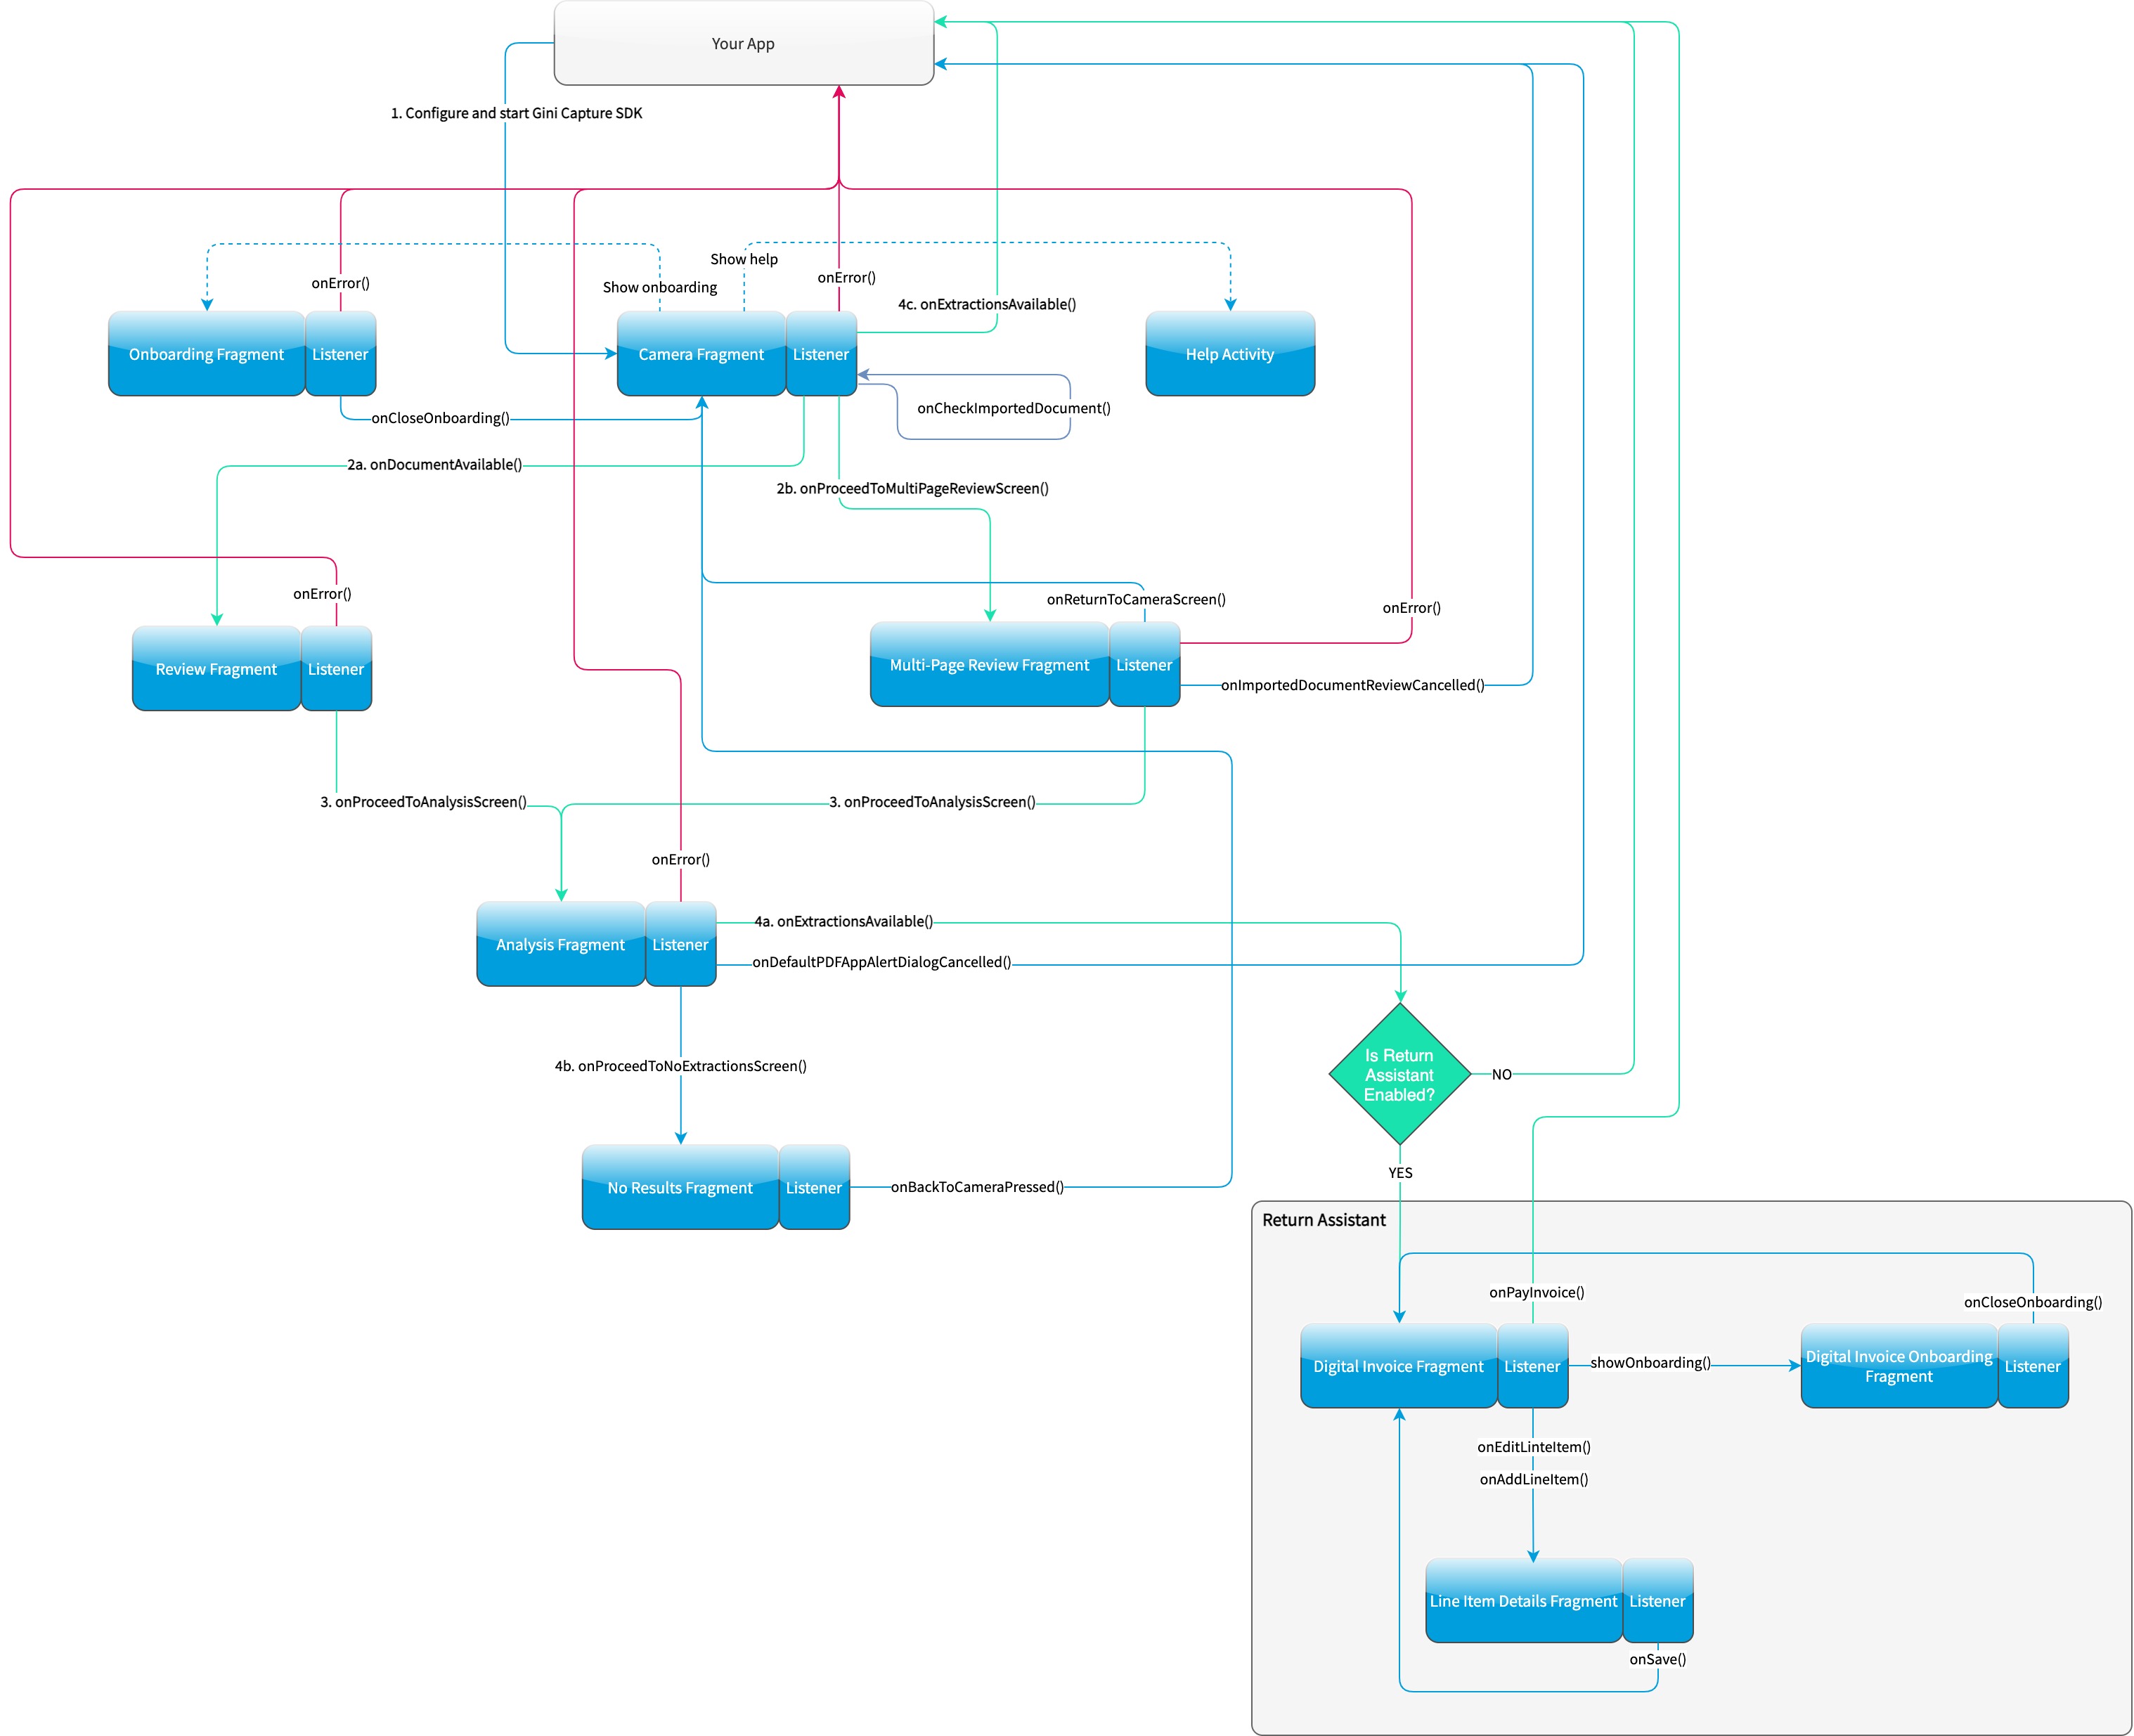 Your App
1. Configure and start Gini Capture SDK
Show help
onError()
onError()
Show onboarding
4c. onExtractionsAvailable()
Onboarding Fragment
Listener
Camera Fragment
Listener
Help Activity
onCheckImportedDocument()
onCloseOnboarding()
2a. onDocumentAvailable()
2b. onProceedToMultiPageReviewScreen()
onError()
onReturnToCameraScreen()
onError()
Review Fragment
Listener
Multi-Page Review Fragment
Listener
onImportedDocumentReviewCancelled()
3. onProceedToAnalysisScreen()
3. onProceedToAnalysisScreen()
onError()
4a. onExtractionsAvailable()
Analysis Fragment
Listener
onDefaultPDFAppAlertDialogCancelled()
4b. onProceedToNoExtractionsScreen()
Is Return
Assistant
Enabled?
NO
YES
No Results Fragment
Listener
onBackToCameraPressed()
Return Assistant
onPayInvoice()
onCloseOnboarding()
Digital Invoice Fragment
Listener
showOnboarding()
Digital Invoice Onboarding
Fragment
Listener
onEditLinteItem()
onAddLineItem()
Line Item Details Fragment
Listener
onSave()